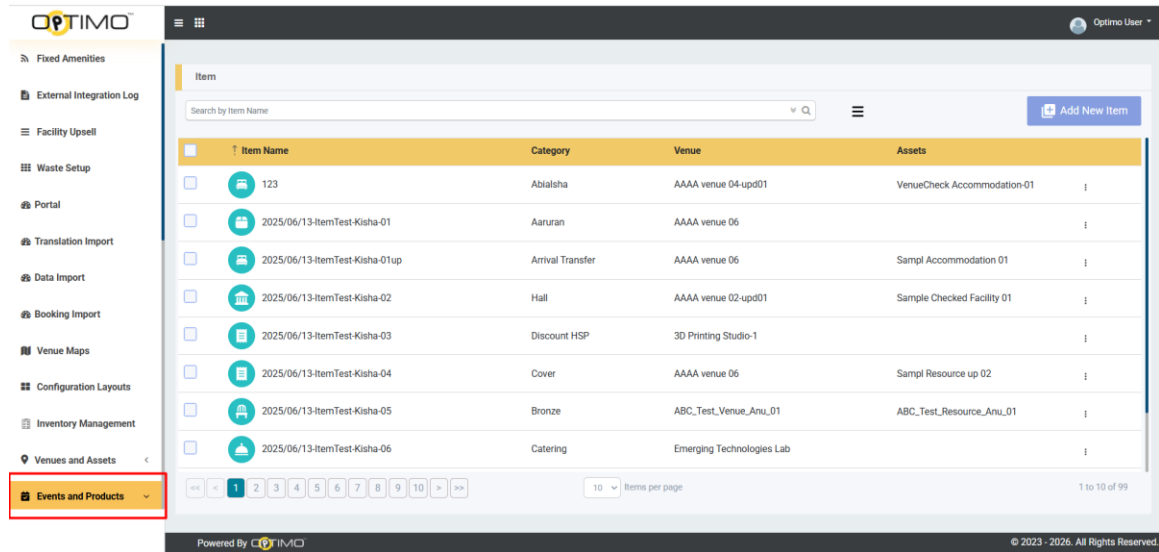 OPTIMO™
Optimo User
Fixed Amenities
External Integration Log
Facility Upsell
Waste Setup
Portal
Translation Import
Data Import
Booking Import
Venue Maps
Configuration Layouts
Inventory Management
Venues and Assets
Events and Products
Item
Search by Item Name
Add New Item
Item Name Category Venue Assets
123 Abialsha AAAA venue 04-upd01 VenueCheck Accommodation-01
2025/06/13-ItemTest-Kisha-01 Aaruran AAAA venue 06
2025/06/13-ItemTest-Kisha-01up Arrival Transfer AAAA venue 06 Sampl Accommodation 01
2025/06/13-ItemTest-Kisha-02 Hall AAAA venue 02-upd01 Sample Checked Facility 01
2025/06/13-ItemTest-Kisha-03 Discount HSP 3D Printing Studio-1
2025/06/13-ItemTest-Kisha-04 Cover AAAA venue 06 Sampl Resource up 02
2025/06/13-ItemTest-Kisha-05 Bronze ABC_Test_Venue_Anu_01 ABC_Test_Resource_Anu_01
2025/06/13-ItemTest-Kisha-06 Catering Emerging Technologies Lab
<< < 1 2 3 4 5 6 7 8 9 10 > >> 10 Items per page 1 to 10 of 99
Powered By OPTIMO © 2023 - 2026. All Rights Reserved.